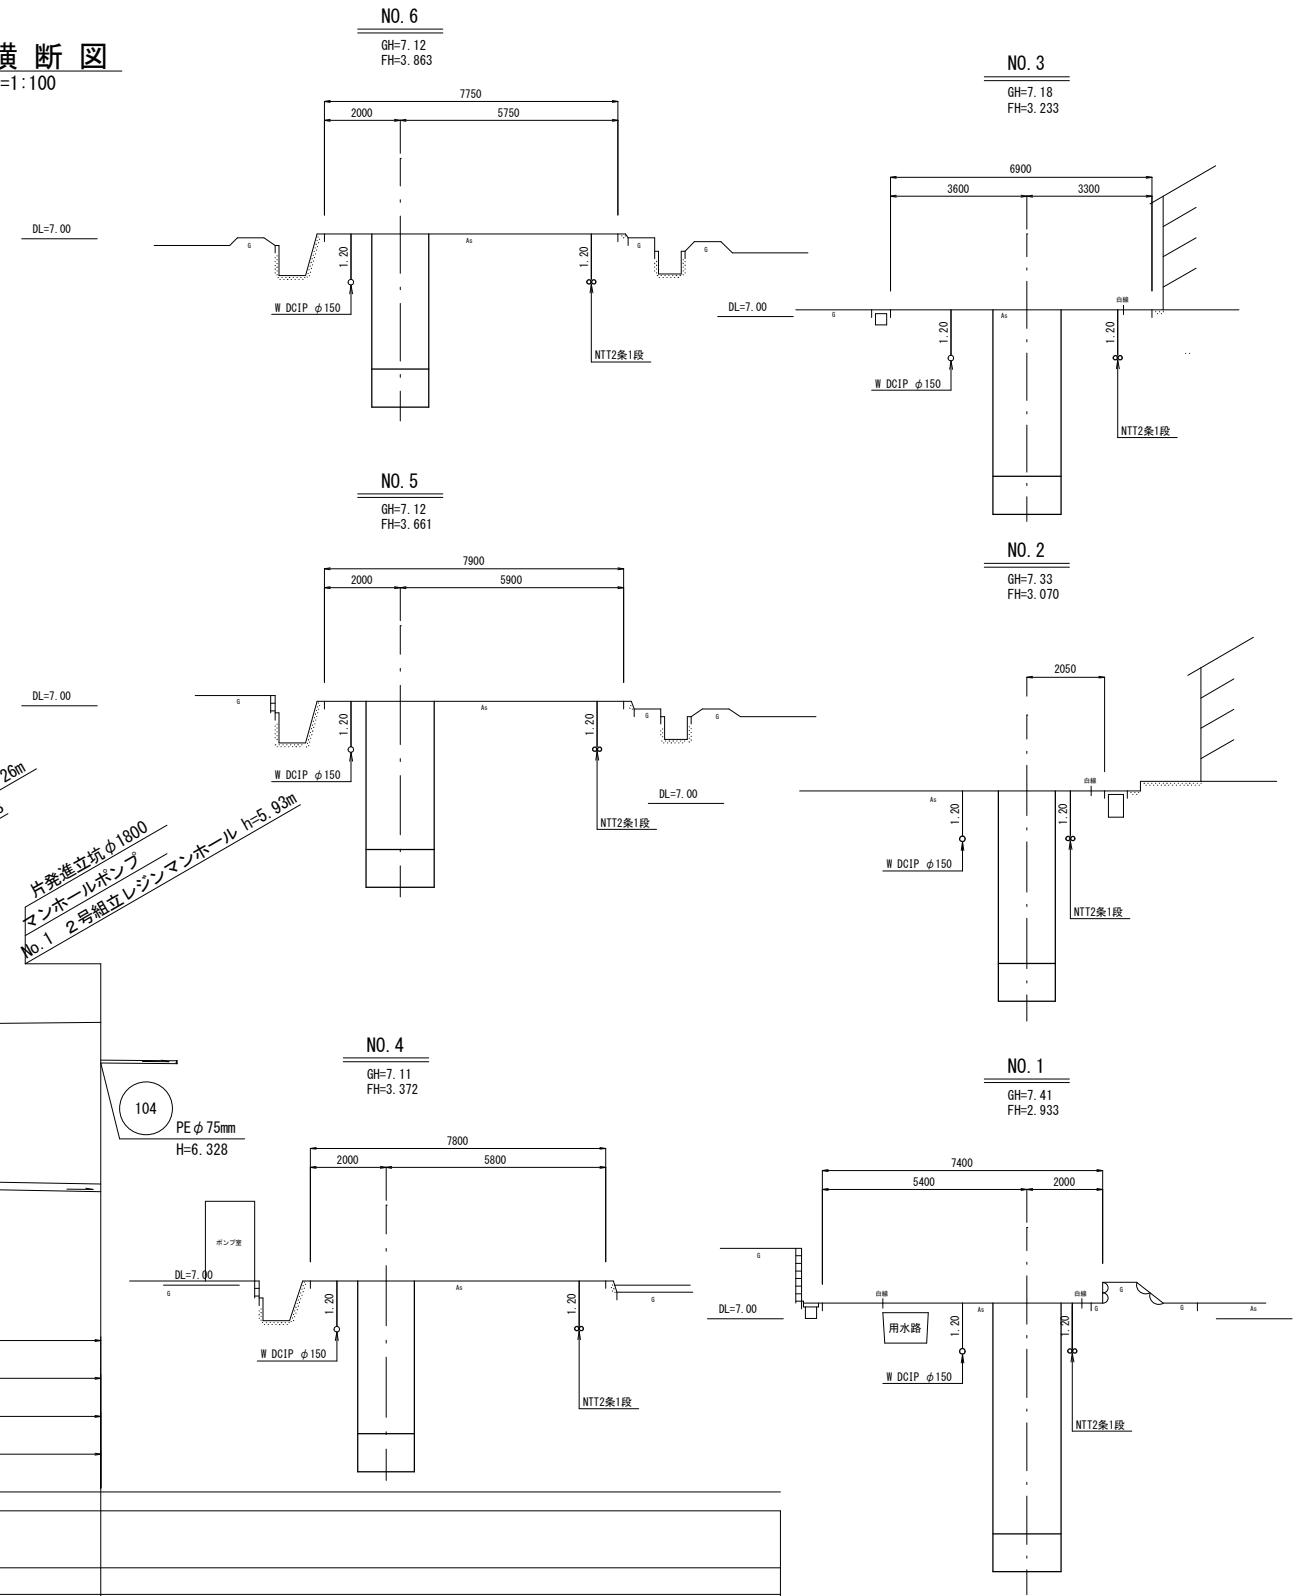 横断図
=1:100
NO.6
GH=7.12
FH=3.863
7750
2000
5750
DL=7.00
G
1.20
As
1.20
G
G
W DCIP φ150
NTT2条1段
NO.3
GH=7.18
FH=3.233
6900
3600
3300
DL=7.00
G
As
白線
1.20
1.20
W DCIP φ150
NTT2条1段
NO.5
GH=7.12
FH=3.661
7900
2000
5900
DL=7.00
G
1.20
As
1.20
G
G
W DCIP φ150
DL=7.00
NTT2条1段
NO.2
GH=7.33
FH=3.070
2050
白線
As
1.20
1.20
W DCIP φ150
NTT2条1段
26m
片発進立坑φ1800
マンホールポンプ
No.1 2号組立レジンマンホール h=5.93m
104
PEφ75mm
H=6.328
NO.4
GH=7.11
FH=3.372
7800
2000
5800
ポンプ室
DL=7.00
G
1.20
As
1.20
G
W DCIP φ150
NTT2条1段
NO.1
GH=7.41
FH=2.933
7400
5400
2000
G
DL=7.00
白線
用水路
As
白線
G
G
G
As
1.20
1.20
W DCIP φ150
NTT2条1段